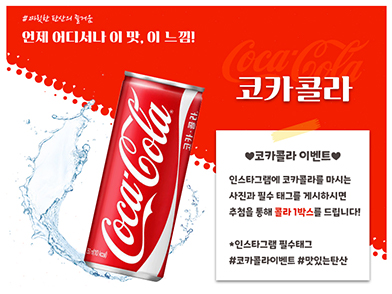 #짜릿한 탄산의 즐거움
언제 어디서나 이 맛, 이 느낌!
Coca-Cola
코카콜라
Coca-Cola
코카·콜라
♥코카콜라 이벤트♥
인스타그램에 코카콜라를 마시는
사진과 필수 태그를 게시하시면
추첨을 통해 콜라 1박스를 드립니다!
*인스타그램 필수태그
#코카콜라이벤트 #맛있는탄산